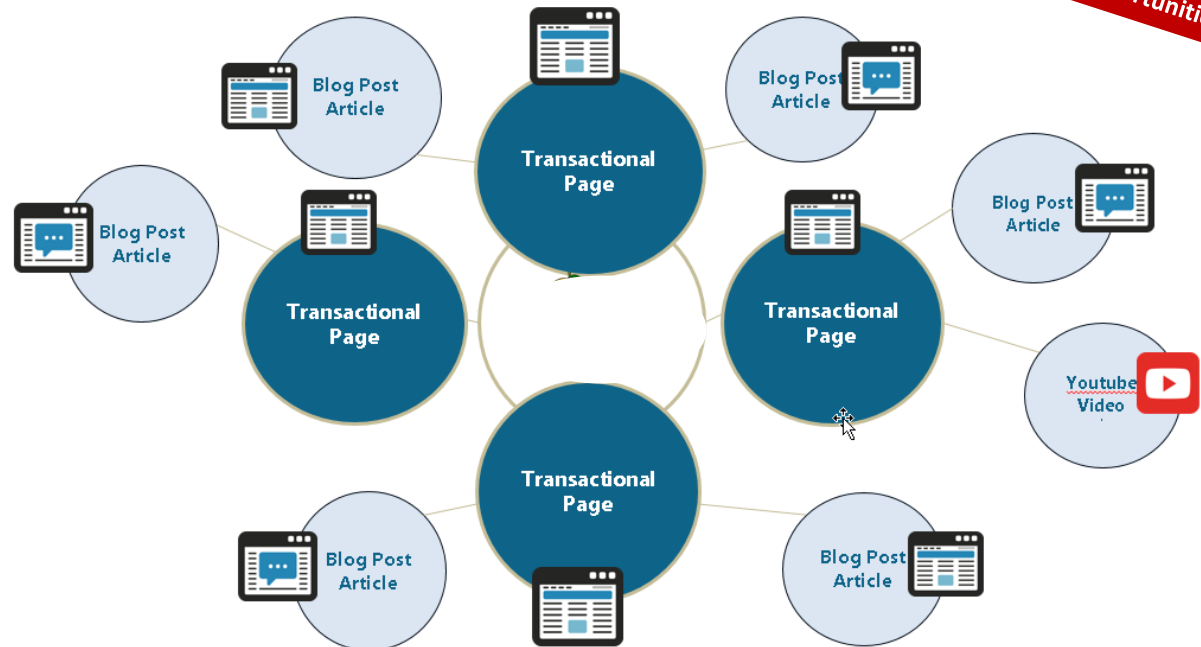 Blog Post
Article
Transactional
Page
Blog Post
Article
Blog Post
Article
Transactional
Page
Transactional
Page
Blog Post
Article
Youtube
Video
Transactional
Page
Blog Post
Article
Blog Post
Article